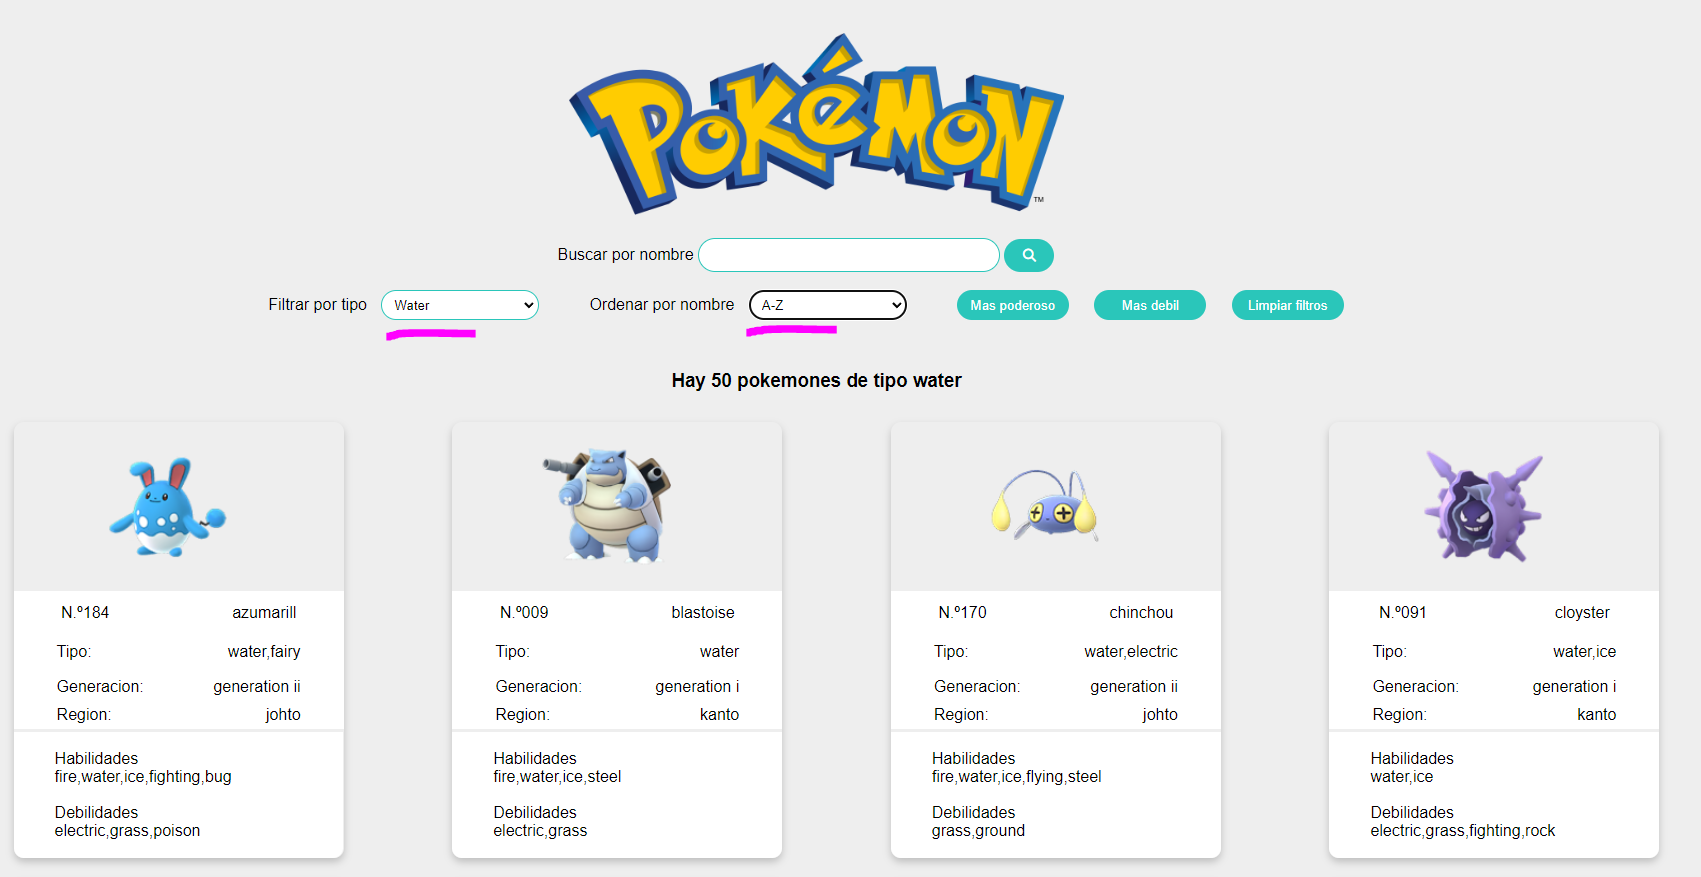 Pokémon
TM
Buscar por nombre
Filtrar por tipo Water Ordenar por nombre A-Z Mas poderoso Mas debil Limpiar filtros
Hay 50 pokemones de tipo water
N.º184 azumarill
Tipo: water,fairy
Generacion: generation ii
Region: johto
Habilidades
fire,water,ice,fighting,bug
Debilidades
electric,grass,poison
N.º009 blastoise
Tipo: water
Generacion: generation i
Region: kanto
Habilidades
fire,water,ice,steel
Debilidades
electric,grass
N.º170 chinchou
Tipo: water,electric
Generacion: generation ii
Region: johto
Habilidades
fire,water,ice,flying,steel
Debilidades
grass,ground
N.º091 cloyster
Tipo: water,ice
Generacion: generation i
Region: kanto
Habilidades
water,ice
Debilidades
electric,grass,fighting,rock